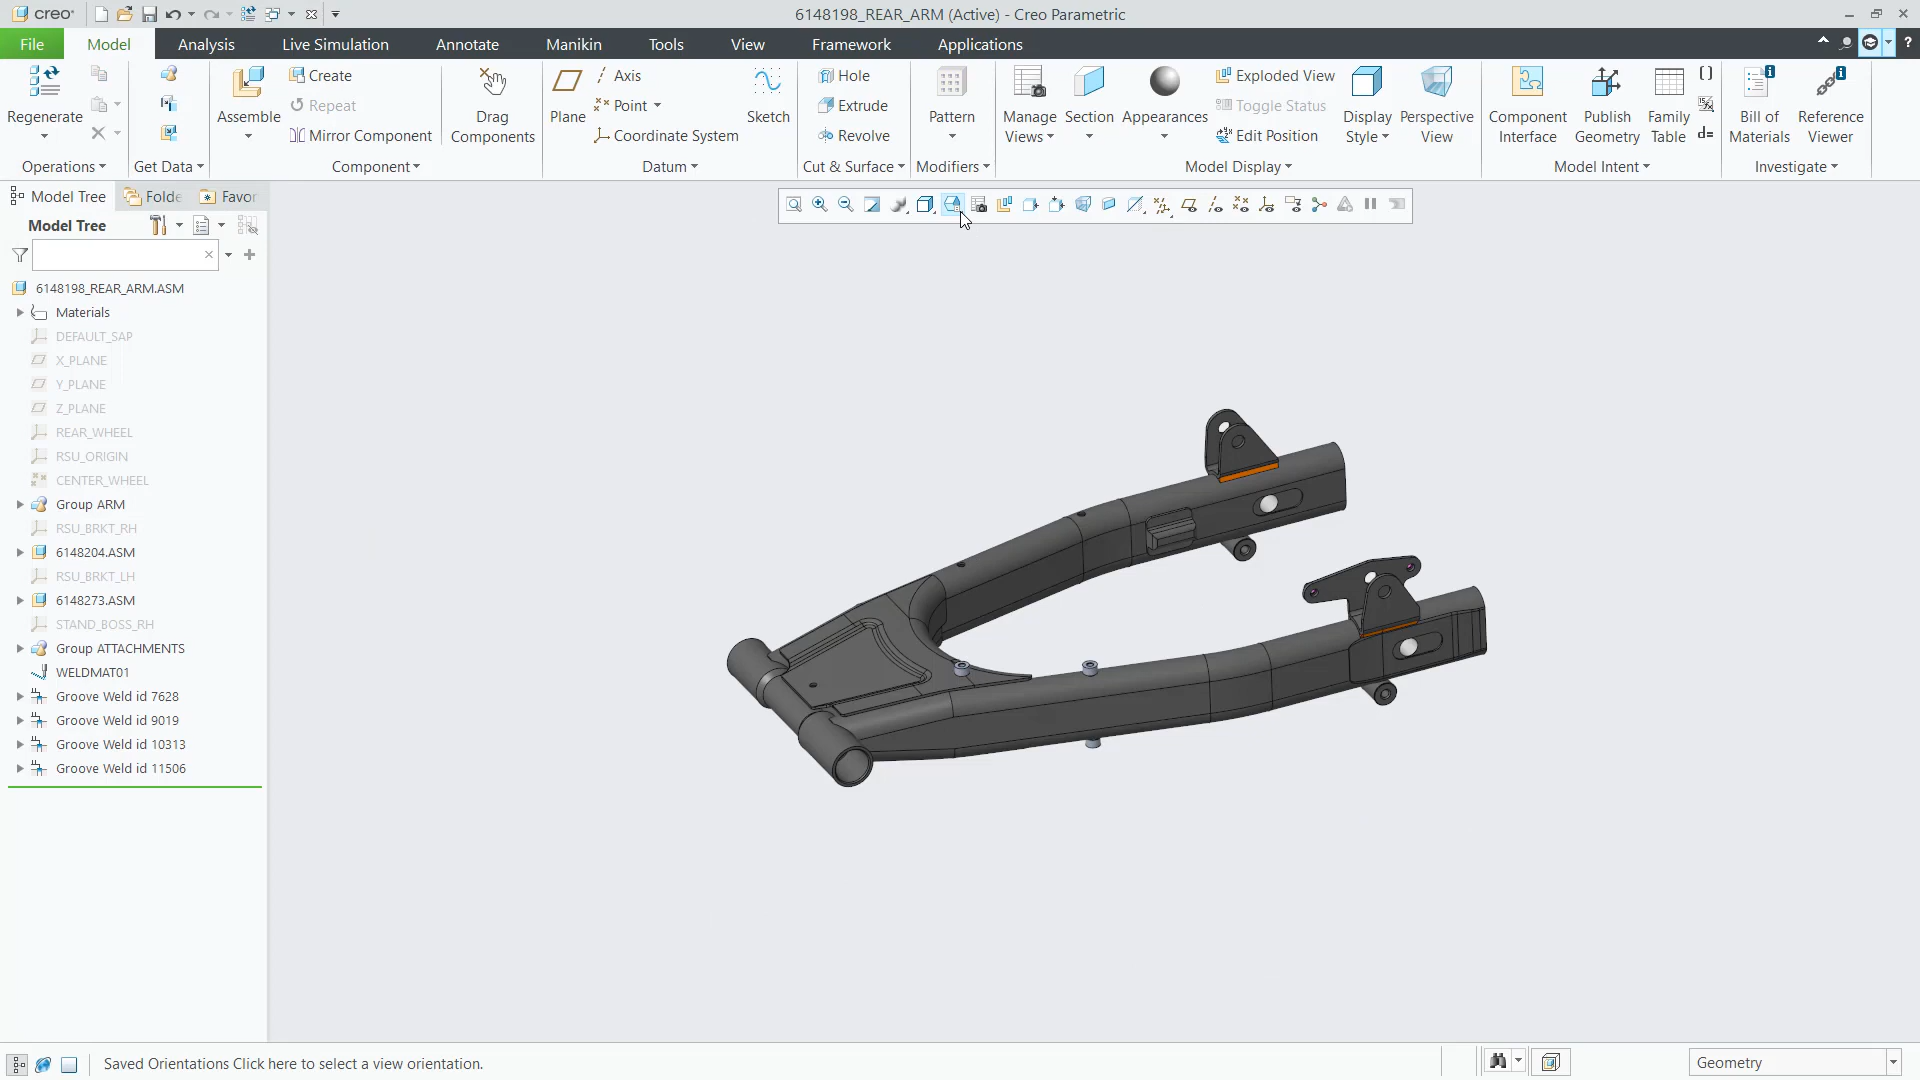 creo
6148198_REAR_ARM (Active) - Creo Parametric
File Model Analysis Live Simulation Annotate Manikin Tools View Framework Applications
Regenerate
Operations
Get Data
Assemble
Create
Repeat
Mirror Component
Drag Components
Component
Plane
Axis
Point
Coordinate System
Sketch
Datum
Hole
Extrude
Revolve
Cut & Surface
Pattern
Modifiers
Manage Views
Section
Appearances
Exploded View
Toggle Status
Edit Position
Display Style
Perspective View
Model Display
Component Interface
Publish Geometry
Family Table
Model Intent
Bill of Materials
Reference Viewer
Investigate
Model Tree Folde Favor
Model Tree
6148198_REAR_ARM.ASM
Materials
DEFAULT_SAP
X_PLANE
Y_PLANE
Z_PLANE
REAR_WHEEL
RSU_ORIGIN
CENTER_WHEEL
Group ARM
RSU_BRKT_RH
6148204.ASM
RSU_BRKT_LH
6148273.ASM
STAND_BOSS_RH
Group ATTACHMENTS
WELDMAT01
Groove Weld id 7628
Groove Weld id 9019
Groove Weld id 10313
Groove Weld id 11506
Saved Orientations Click here to select a view orientation.
Geometry